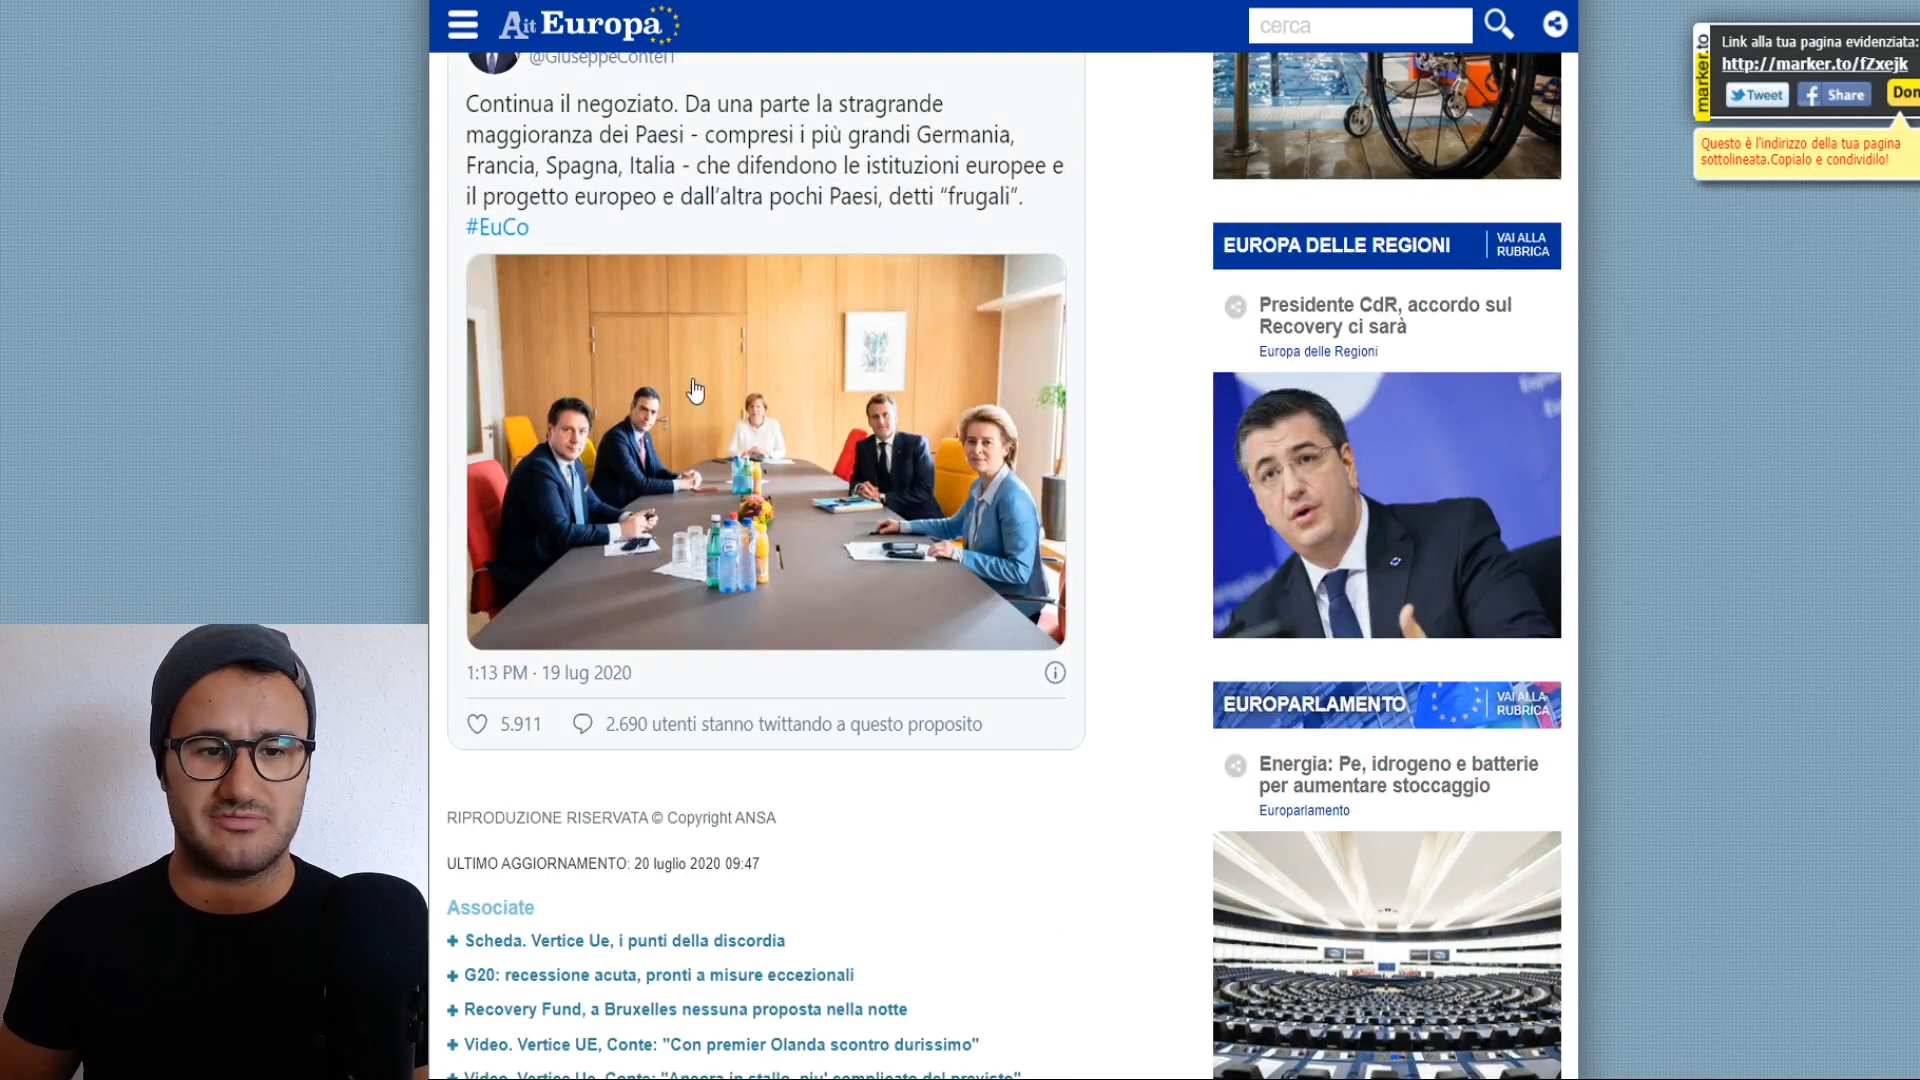 Ait Europa
cerca
@GiuseppeConteIT
Continua il negoziato. Da una parte la stragrande
maggioranza dei Paesi - compresi i più grandi Germania,
Francia, Spagna, Italia - che difendono le istituzioni europee e
il progetto europeo e dall’altra pochi Paesi, detti “frugali”.
#EuCo
1:13 PM · 19 lug 2020
5.911
2.690 utenti stanno twittando a questo proposito
RIPRODUZIONE RISERVATA © Copyright ANSA
ULTIMO AGGIORNAMENTO: 20 luglio 2020 09:47
Associate
Scheda. Vertice Ue, i punti della discordia
G20: recessione acuta, pronti a misure eccezionali
Recovery Fund, a Bruxelles nessuna proposta nella notte
Video. Vertice UE, Conte: "Con premier Olanda scontro durissimo"
Video. Vertice Ue, Conte: "Ancora in stallo, piu' complicato del previsto"
EUROPA DELLE REGIONI
VAI ALLA
RUBRICA
Presidente CdR, accordo sul
Recovery ci sarà
Europa delle Regioni
EUROPARLAMENTO
VAI ALLA
RUBRICA
Energia: Pe, idrogeno e batterie
per aumentare stoccaggio
Europarlamento
marker.to
Link alla tua pagina evidenziata:
http://marker.to/fZxejk
Tweet
Share
Don
Questo è l'indirizzo della tua pagina
sottolineata.Copialo e condividilo!